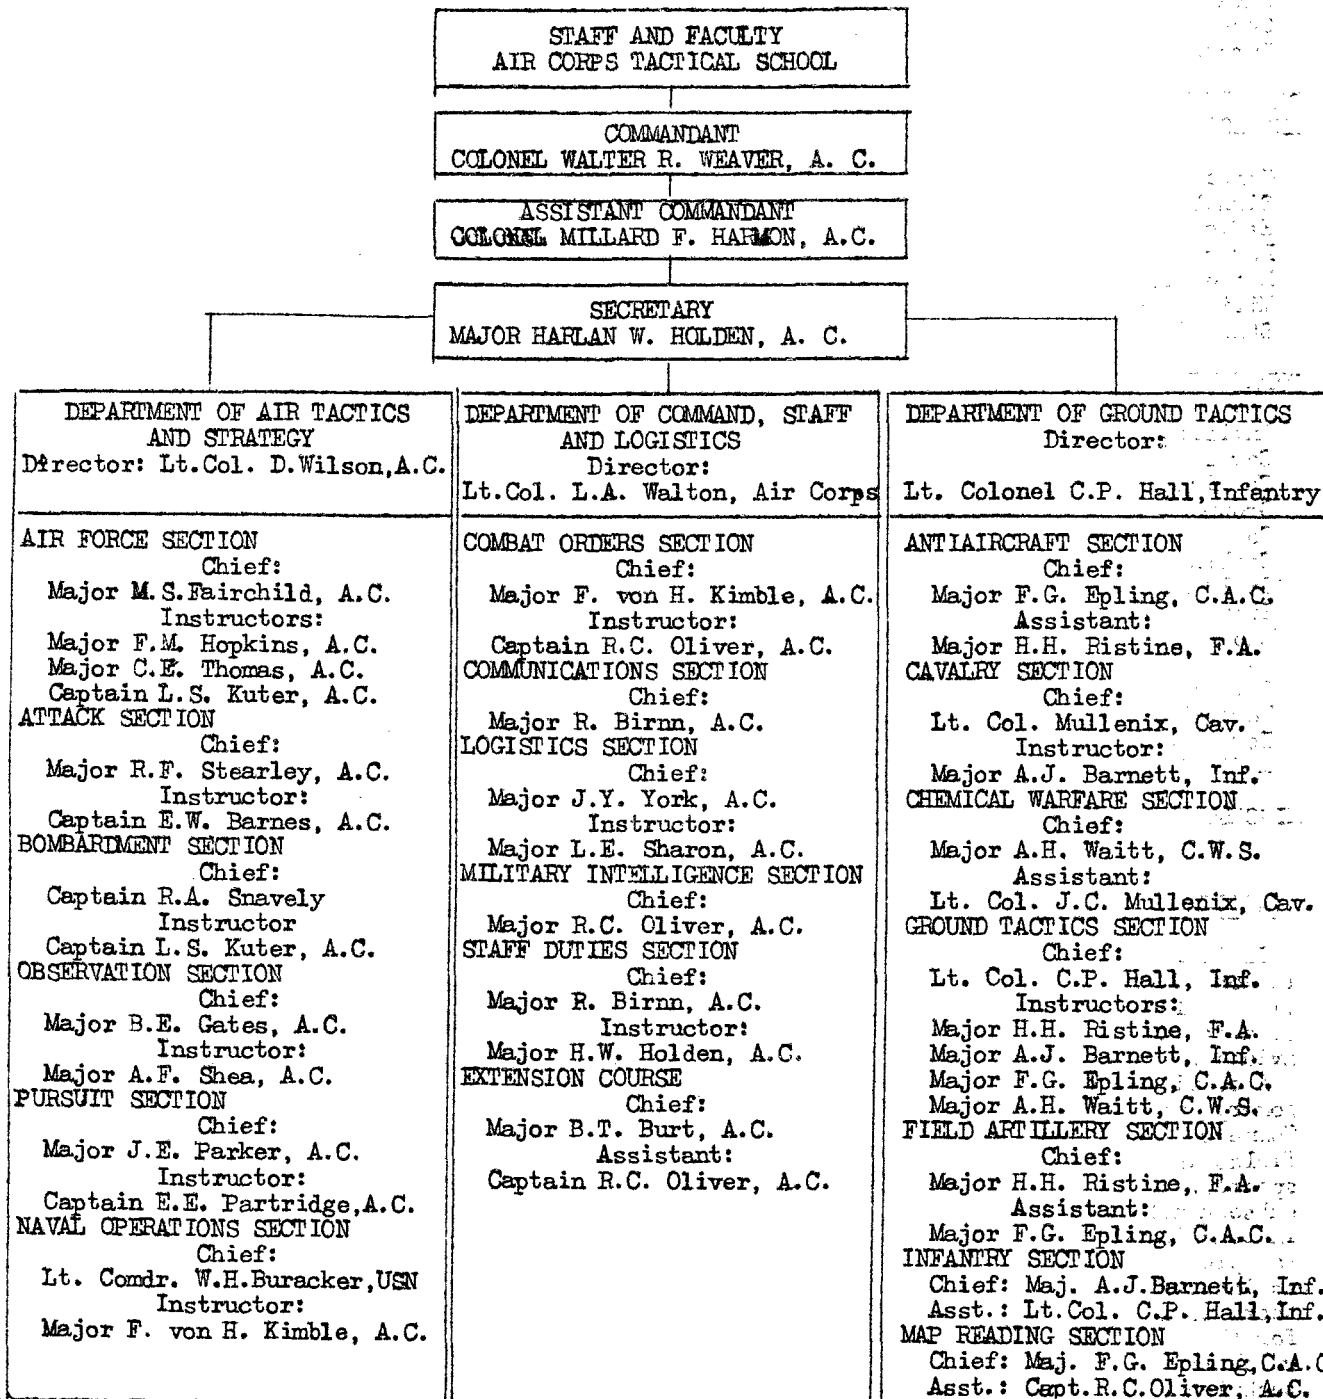 STAFF AND FACULTY
AIR CORPS TACTICAL SCHOOL
COMMANDANT
COLONEL WALTER R. WEAVER, A. C.
ASSISTANT COMMANDANT
COLONEL MILLARD F. HARMON, A.C.
SECRETARY
MAJOR HARLAN W. HOLDEN, A. C.
DEPARTMENT OF AIR TACTICS
AND STRATEGY
Director: Lt.Col. D.Wilson,A.C.
AIR FORCE SECTION
Chief:
Major M.S.Fairchild, A.C.
Instructors:
Major F.M. Hopkins, A.C.
Major C.E. Thomas, A.C.
Captain L.S. Kuter, A.C.
ATTACK SECTION
Chief:
Major R.F. Stearley, A.C.
Instructor:
Captain E.W. Barnes, A.C.
BOMBARDMENT SECTION
Chief:
Captain R.A. Snavely
Instructor
Captain L.S. Kuter, A.C.
OBSERVATION SECTION
Chief:
Major B.E. Gates, A.C.
Instructor:
Major A.F. Shea, A.C.
PURSUIT SECTION
Chief:
Major J.E. Parker, A.C.
Instructor:
Captain E.E. Partridge,A.C.
NAVAL OPERATIONS SECTION
Chief:
Lt. Comdr. W.H.Buracker,USN
Instructor:
Major F. von H. Kimble, A.C.
DEPARTMENT OF COMMAND, STAFF
AND LOGISTICS
Director:
Lt.Col. L.A. Walton, Air Corps
COMBAT ORDERS SECTION
Chief:
Major F. von H. Kimble, A.C.
Instructor:
Captain R.C. Oliver, A.C.
COMMUNICATIONS SECTION
Chief:
Major R. Birnn, A.C.
LOGISTICS SECTION
Chief:
Major J.Y. York, A.C.
Instructor:
Major L.E. Sharon, A.C.
MILITARY INTELLIGENCE SECTION
Chief:
Major R.C. Oliver, A.C.
STAFF DUTIES SECTION
Chief:
Major R. Birnn, A.C.
Instructor:
Major H.W. Holden, A.C.
EXTENSION COURSE
Chief:
Major B.T. Burt, A.C.
Assistant:
Captain R.C. Oliver, A.C.
DEPARTMENT OF GROUND TACTICS
Director:
Lt. Colonel C.P. Hall,Infantry
ANTIAIRCRAFT SECTION
Chief:
Major F.G. Epling, C.A.C.
Assistant:
Major H.H. Ristine, F.A.
CAVALRY SECTION
Chief:
Lt. Col. Mullenix, Cav.
Instructor:
Major A.J. Barnett, Inf.
CHEMICAL WARFARE SECTION
Chief:
Major A.H. Waitt, C.W.S.
Assistant:
Lt. Col. J.C. Mullenix, Cav.
GROUND TACTICS SECTION
Chief:
Lt. Col. C.P. Hall, Inf.
Instructors:
Major H.H. Ristine, F.A.
Major A.J. Barnett, Inf.
Major F.G. Epling, C.A.C.
Major A.H. Waitt, C.W.S.
FIELD ARTILLERY SECTION
Chief:
Major H.H. Ristine, F.A.
Assistant:
Major F.G. Epling, C.A.C.
INFANTRY SECTION
Chief: Maj. A.J.Barnett, Inf.
Asst.: Lt.Col. C.P. Hall,Inf.
MAP READING SECTION
Chief: Maj. F.G. Epling,C.A.C
Asst.: Capt.R.C.Oliver, A.C.